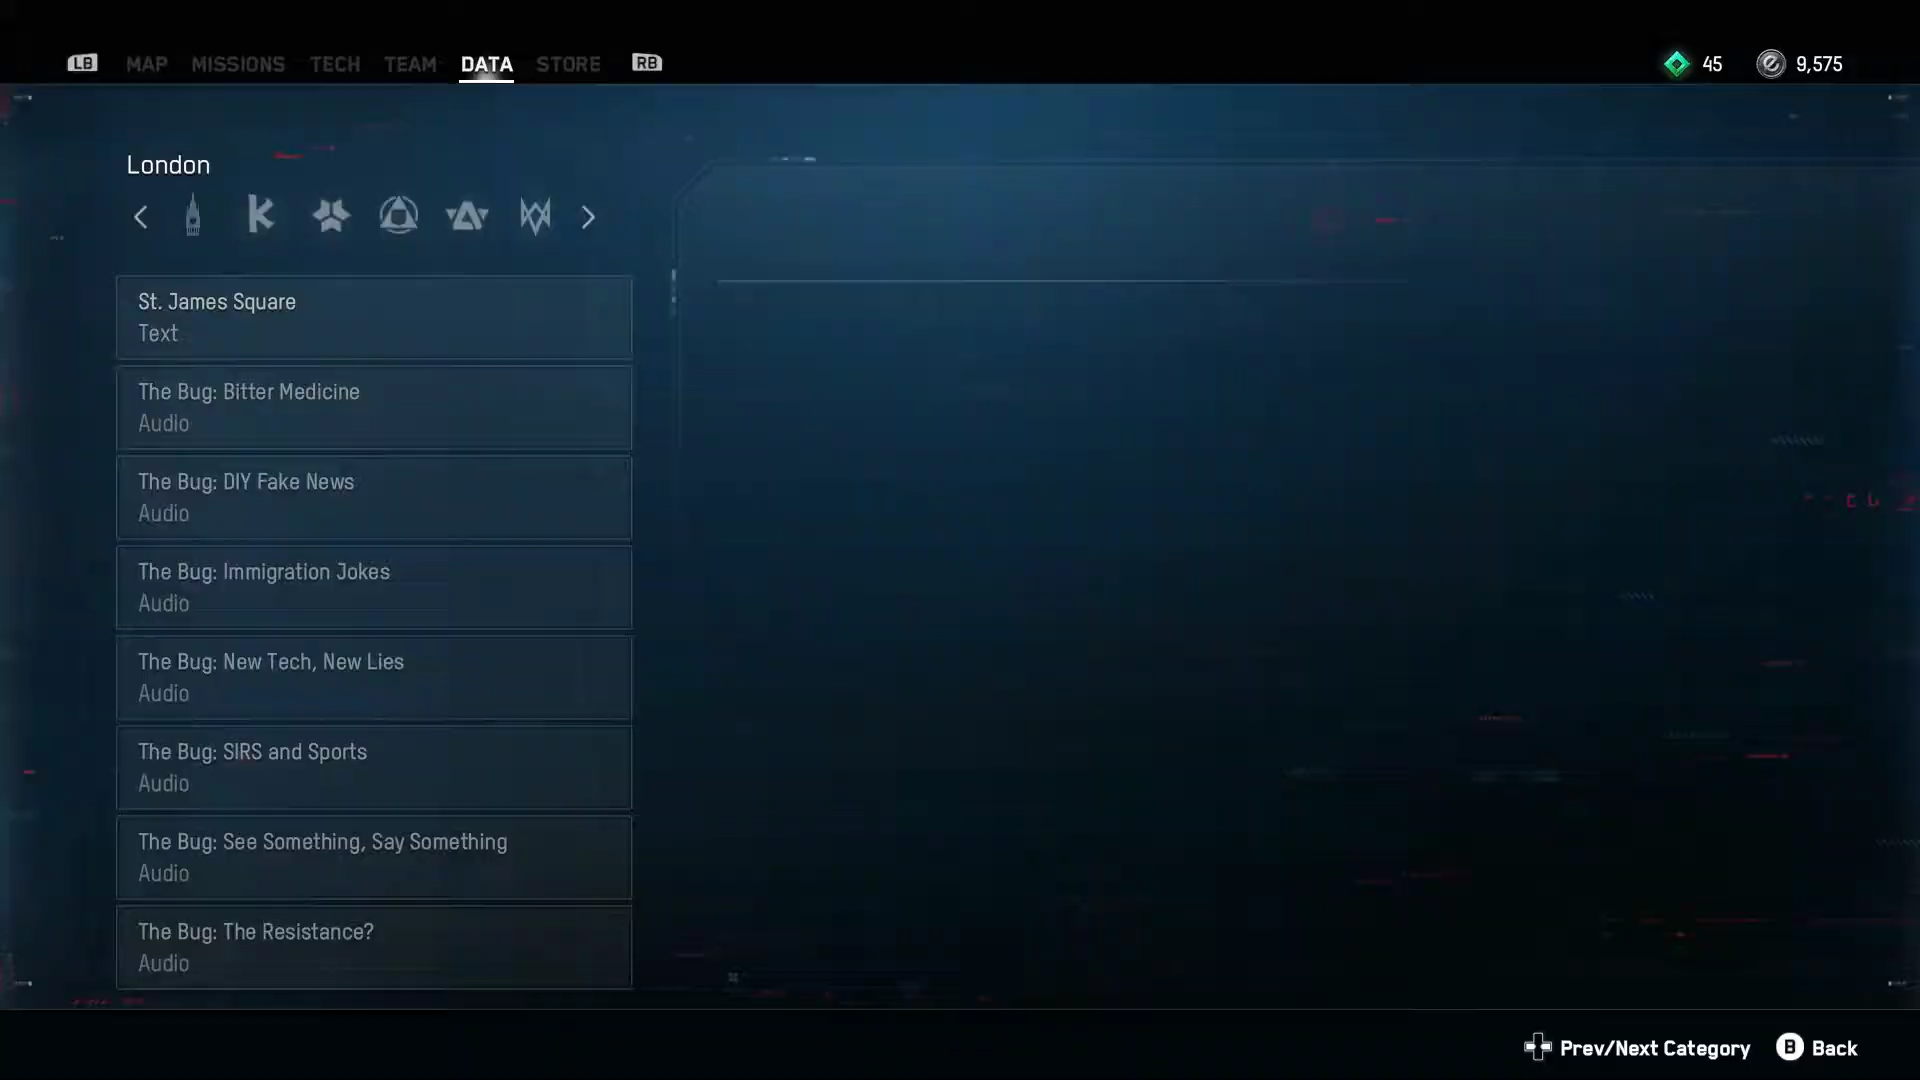 LB MAP MISSIONS TECH TEAM DATA STORE RB 45 9,575
London
St. James Square
Text
The Bug: Bitter Medicine
Audio
The Bug: DIY Fake News
Audio
The Bug: Immigration Jokes
Audio
The Bug: New Tech, New Lies
Audio
The Bug: SIRS and Sports
Audio
The Bug: See Something, Say Something
Audio
The Bug: The Resistance?
Audio
Prev/Next Category B Back